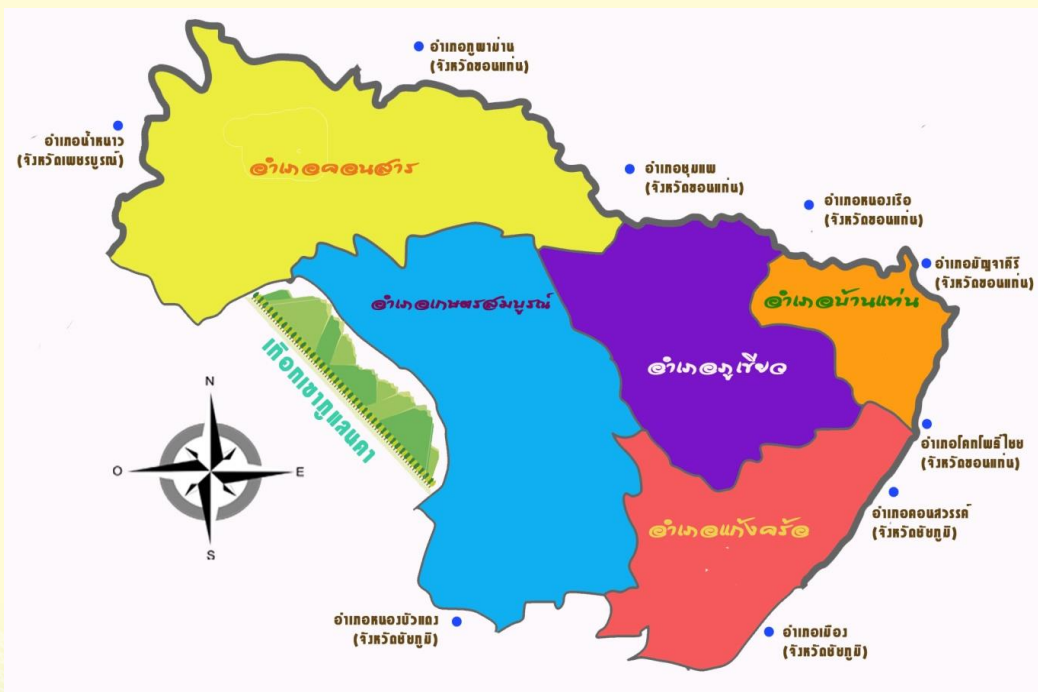 อำเภอภูผาม่าน
(จังหวัดขอนแก่น)
อำเภอน้ำหนาว
(จังหวัดเพชรบูรณ์)
อำเภอคอนสาร
อำเภอชุมแพ
(จังหวัดขอนแก่น)
อำเภอหนองเรือ
(จังหวัดขอนแก่น)
อำเภอมัญจาคีรี
(จังหวัดขอนแก่น)
อำเภอเกษตรสมบูรณ์
อำเภอบ้านแท่น
อำเภอภูเขียว
เทือกเขาภูแลนคา
N
O
E
S
อำเภอโคกโพธิ์ไชย
(จังหวัดขอนแก่น)
อำเภอคอนสวรรค์
(จังหวัดชัยภูมิ)
อำเภอแก้งคร้อ
อำเภอหนองบัวแดง
(จังหวัดชัยภูมิ)
อำเภอเมือง
(จังหวัดชัยภูมิ)